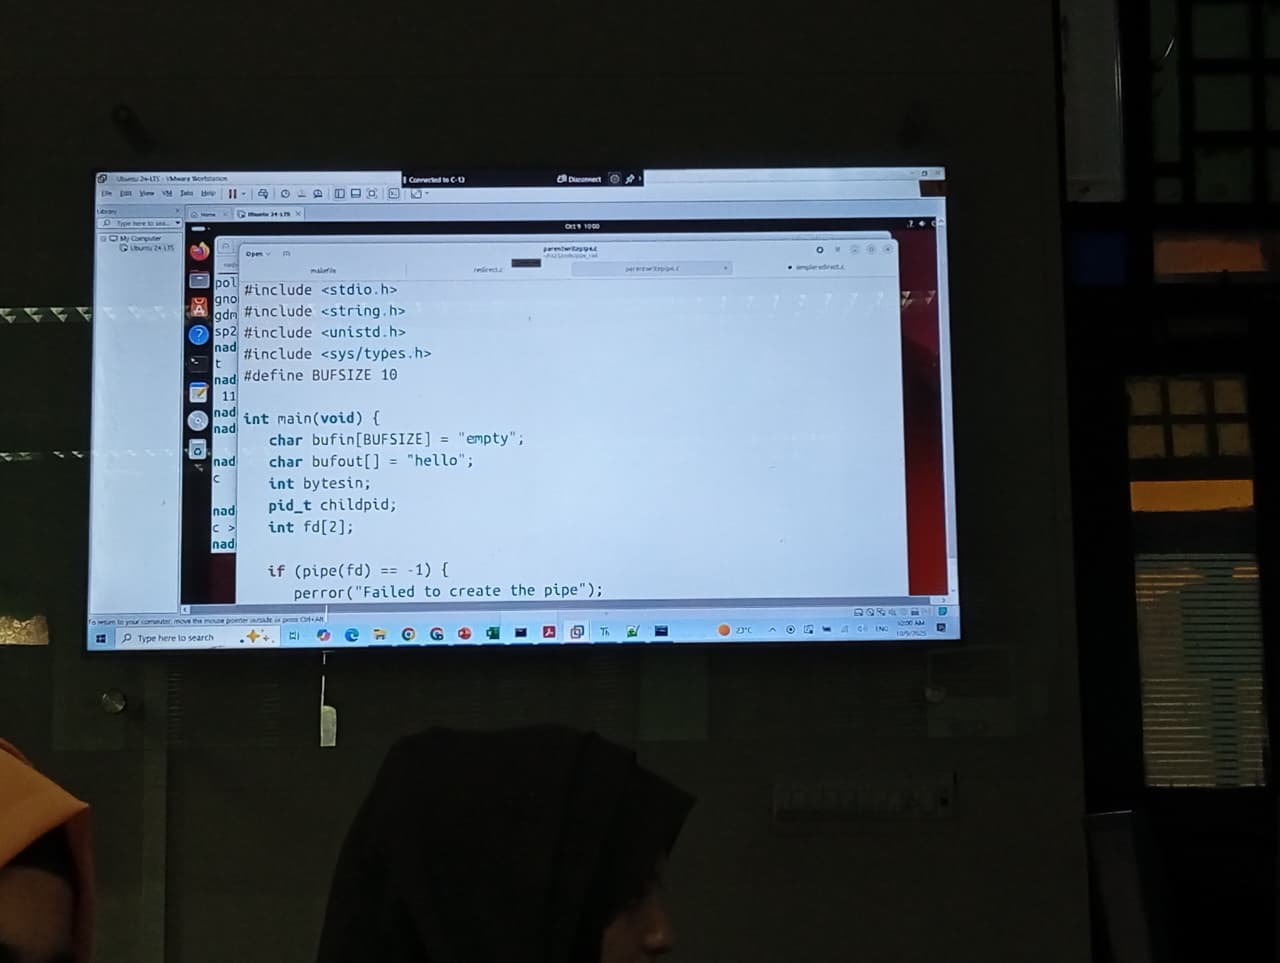 Ubuntu 24-LTS - VMware Workstation
Connected to C-13
Disconnect
File Edit View VM Tabs Help
Library
Type here to sea...
Home
Ubuntu 24-LTS
My Computer
Ubuntu 24-LTS
Oct 9 10:00
Open
parentwritepipe.c
makefile
redirect.c
parentwritepipe.c
simpleredirect.c
pol
gno
gdm
sp2
nad
t
nad
11
nad
nad
nad
c
nad
c >
nad
#include <stdio.h>
#include <string.h>
#include <unistd.h>
#include <sys/types.h>
#define BUFSIZE 10
int main(void) {
char bufin[BUFSIZE] = "empty";
char bufout[] = "hello";
int bytesin;
pid_t childpid;
int fd[2];
if (pipe(fd) == -1) {
perror("Failed to create the pipe");
To return to your computer, move the mouse pointer outside or press Ctrl+Alt.
Type here to search
23°C
ENG
10:00 AM
10/9/2025